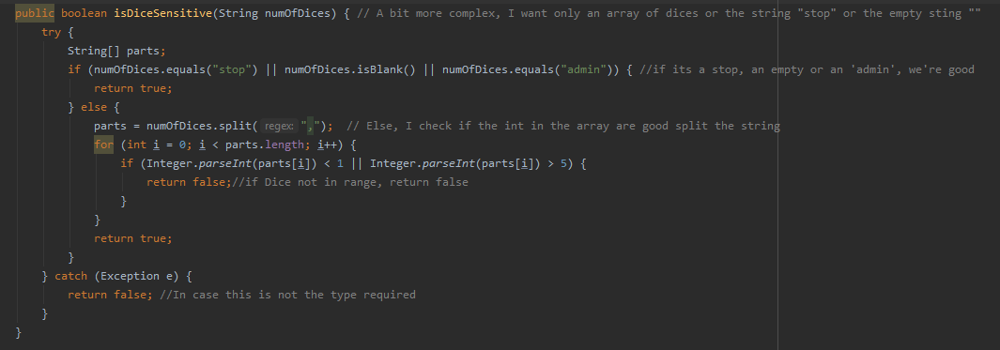 public boolean isDiceSensitive(String numOfDices) { // A bit more complex, I want only an array of dices or the string "stop" or the empty sting ""
try {
String[] parts;
if (numOfDices.equals("stop") || numOfDices.isBlank() || numOfDices.equals("admin")) { //if its a stop, an empty or an 'admin', we're good
return true;
} else {
parts = numOfDices.split( regex: ","); // Else, I check if the int in the array are good split the string
for (int i = 0; i < parts.length; i++) {
if (Integer.parseInt(parts[i]) < 1 || Integer.parseInt(parts[i]) > 5) {
return false;//if Dice not in range, return false
}
}
return true;
}
} catch (Exception e) {
return false; //In case this is not the type required
}
}